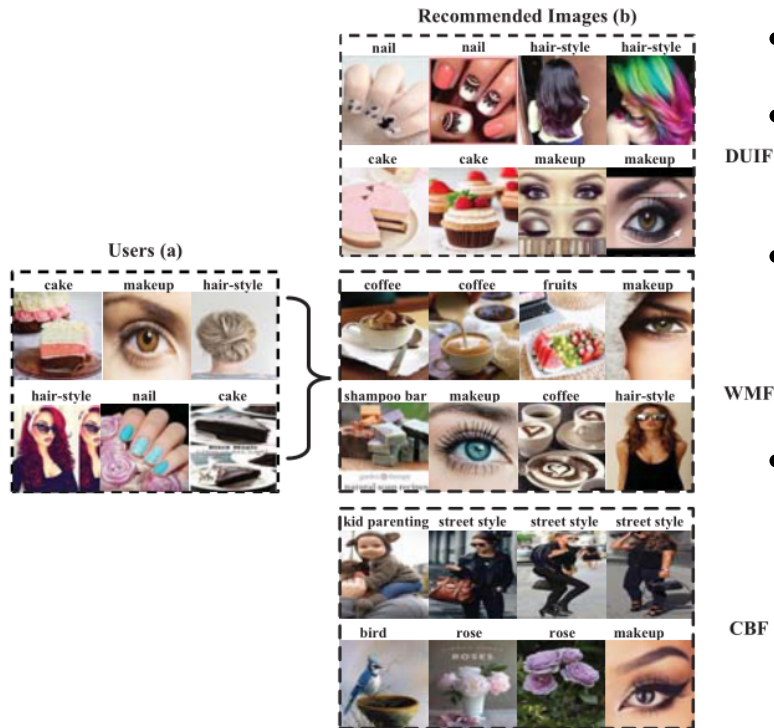 Recommended Images (b)
nail nail hair-style hair-style
cake cake makeup makeup
DUIF
Users (a)
cake makeup hair-style
hair-style nail cake
coffee coffee fruits makeup
shampoo bar makeup coffee hair-style
WMF
kid parenting street style street style street style
bird rose rose makeup
ROSES
CBF